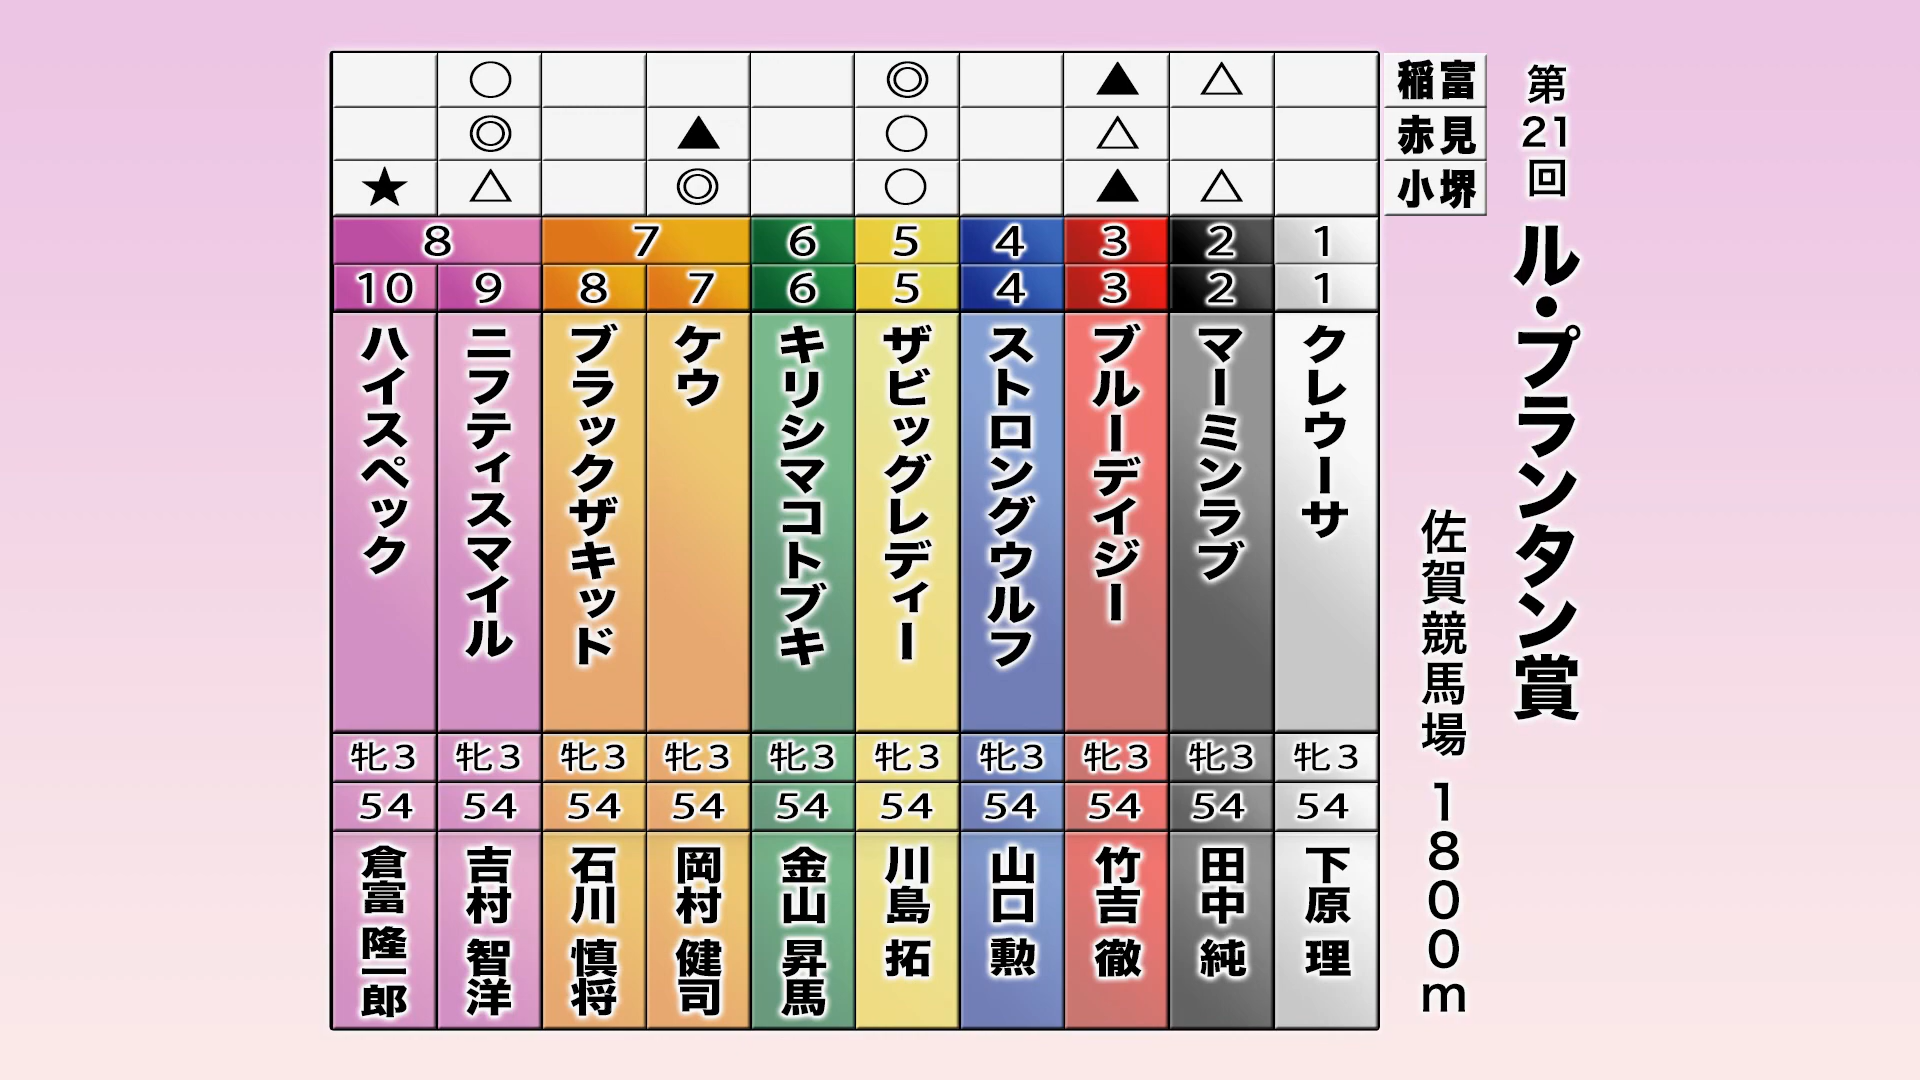 第21回 ル・プランタン賞
佐賀競馬場 1800m
稲富
赤見
小堺
1 1 クレウーサ 牝3 54 下原 理
△ △ 2 2 マーミンラブ 牝3 54 田中 純
▲ △ ▲ 3 3 ブルーデイジー 牝3 54 竹吉 徹
4 4 ストロングウルフ 牝3 54 山口 勲
◎ ○ ○ 5 5 ザビッグレディー 牝3 54 川島 拓
6 6 キリシマコトブキ 牝3 54 金山 昇馬
▲ ◎ 7 7 ケウ 牝3 54 岡村 健司
8 ブラックザキッド 牝3 54 石川 慎将
○ ◎ △ 8 9 ニフティスマイル 牝3 54 吉村 智洋
★ 10 ハイスペック 牝3 54 倉富 隆一郎